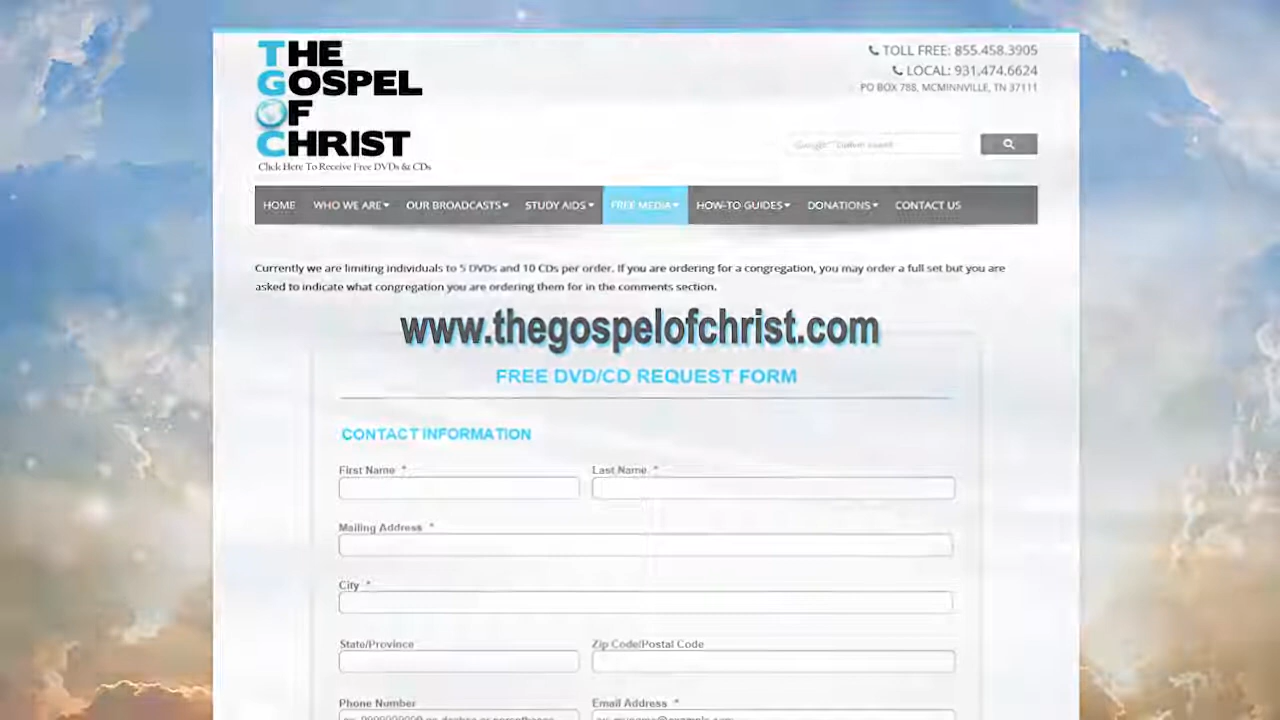 THE
GOSPEL
OF
CHRIST
Click Here To Receive Free DVDs & CDs
TOLL FREE: 855.458.3905
LOCAL: 931.474.6624
PO BOX 788, MCMINNVILLE, TN 37111
HOME WHO WE ARE OUR BROADCASTS STUDY AIDS FREE MEDIA HOW-TO GUIDES DONATIONS CONTACT US
Currently we are limiting individuals to 5 DVDs and 10 CDs per order. If you are ordering for a congregation, you may order a full set but you are
asked to indicate what congregation you are ordering them for in the comments section.
www.thegospelofchrist.com
FREE DVD/CD REQUEST FORM
CONTACT INFORMATION
First Name * Last Name *
Mailing Address *
City *
State/Province Zip Code/Postal Code
Phone Number Email Address *